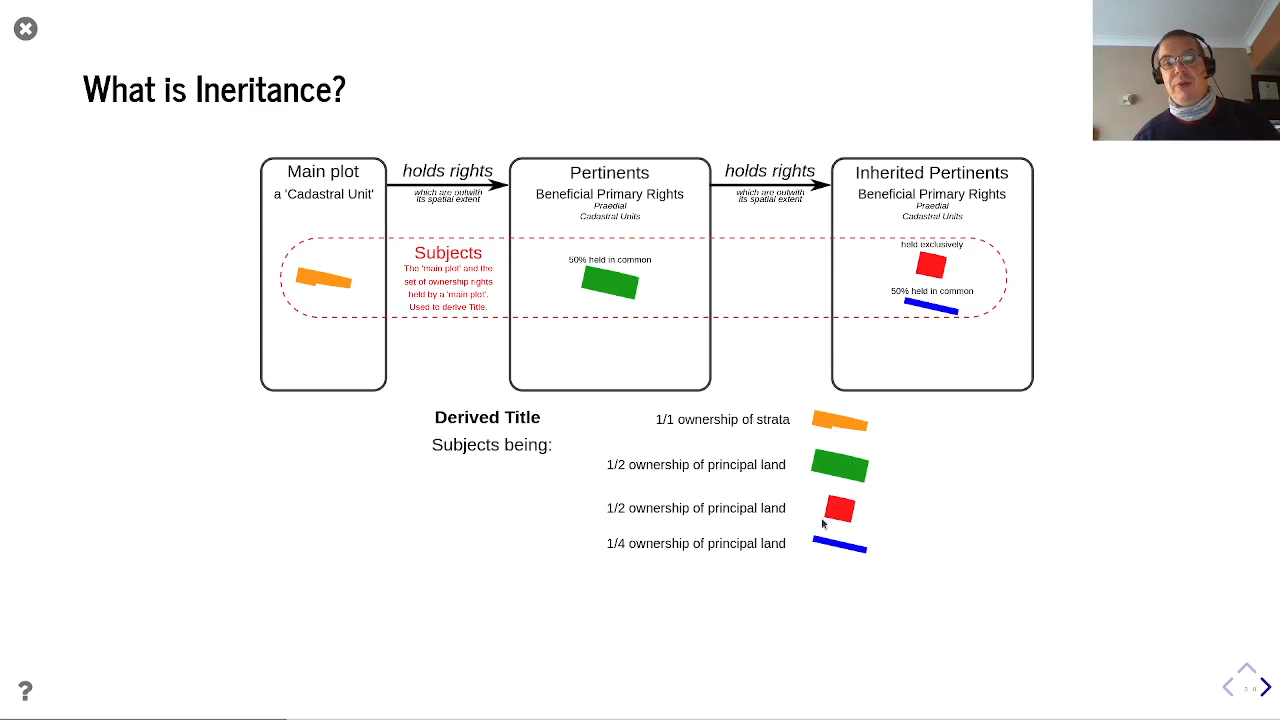 What is Ineritance?
Main plot
a 'Cadastral Unit'
holds rights
which are outwith
its spatial extent
Pertinents
Beneficial Primary Rights
Praedial
Cadastral Units
holds rights
which are outwith
its spatial extent
Inherited Pertinents
Beneficial Primary Rights
Praedial
Cadastral Units
Subjects
The 'main plot' and the
set of ownership rights
held by a 'main plot'.
Used to derive Title.
50% held in common
held exclusively
50% held in common
Derived Title
Subjects being:
1/1 ownership of strata
1/2 ownership of principal land
1/2 ownership of principal land
1/4 ownership of principal land
?